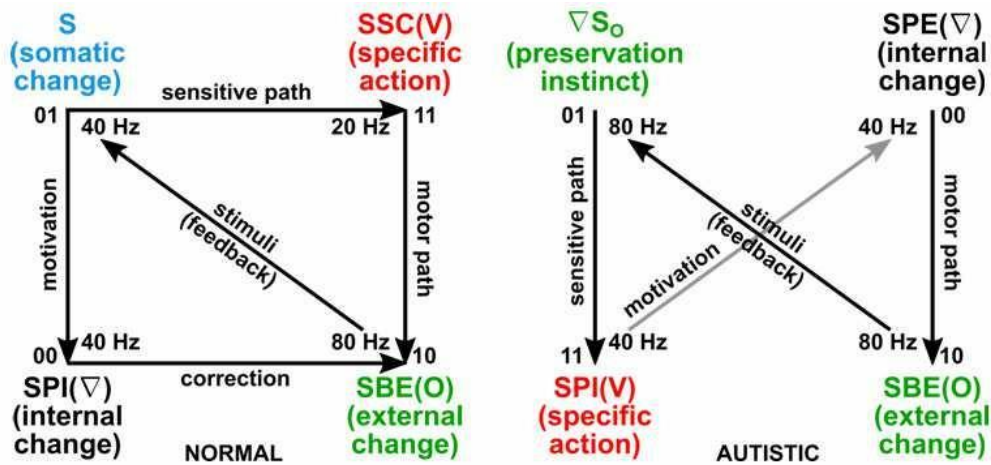 S
(somatic
change)
SSC(V)
(specific
action)
sensitive path
01
11
40 Hz
20 Hz
motivation
stimuli
(feedback)
motor path
40 Hz
80 Hz
00
10
correction
SPI(▽)
(internal
change)
SBE(O)
(external
change)
NORMAL
▽So
(preservation
instinct)
SPE(▽)
(internal
change)
01
00
80 Hz
40 Hz
sensitive path
motivation
stimuli
(feedback)
motor path
40 Hz
80 Hz
11
10
SPI(V)
(specific
action)
SBE(O)
(external
change)
AUTISTIC